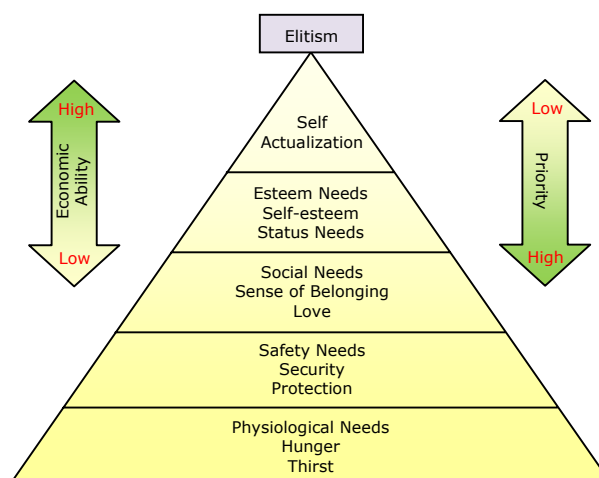 Elitism
High
Economic
Ability
Low
Low
Priority
High
Self
Actualization
Esteem Needs
Self-esteem
Status Needs
Social Needs
Sense of Belonging
Love
Safety Needs
Security
Protection
Physiological Needs
Hunger
Thirst